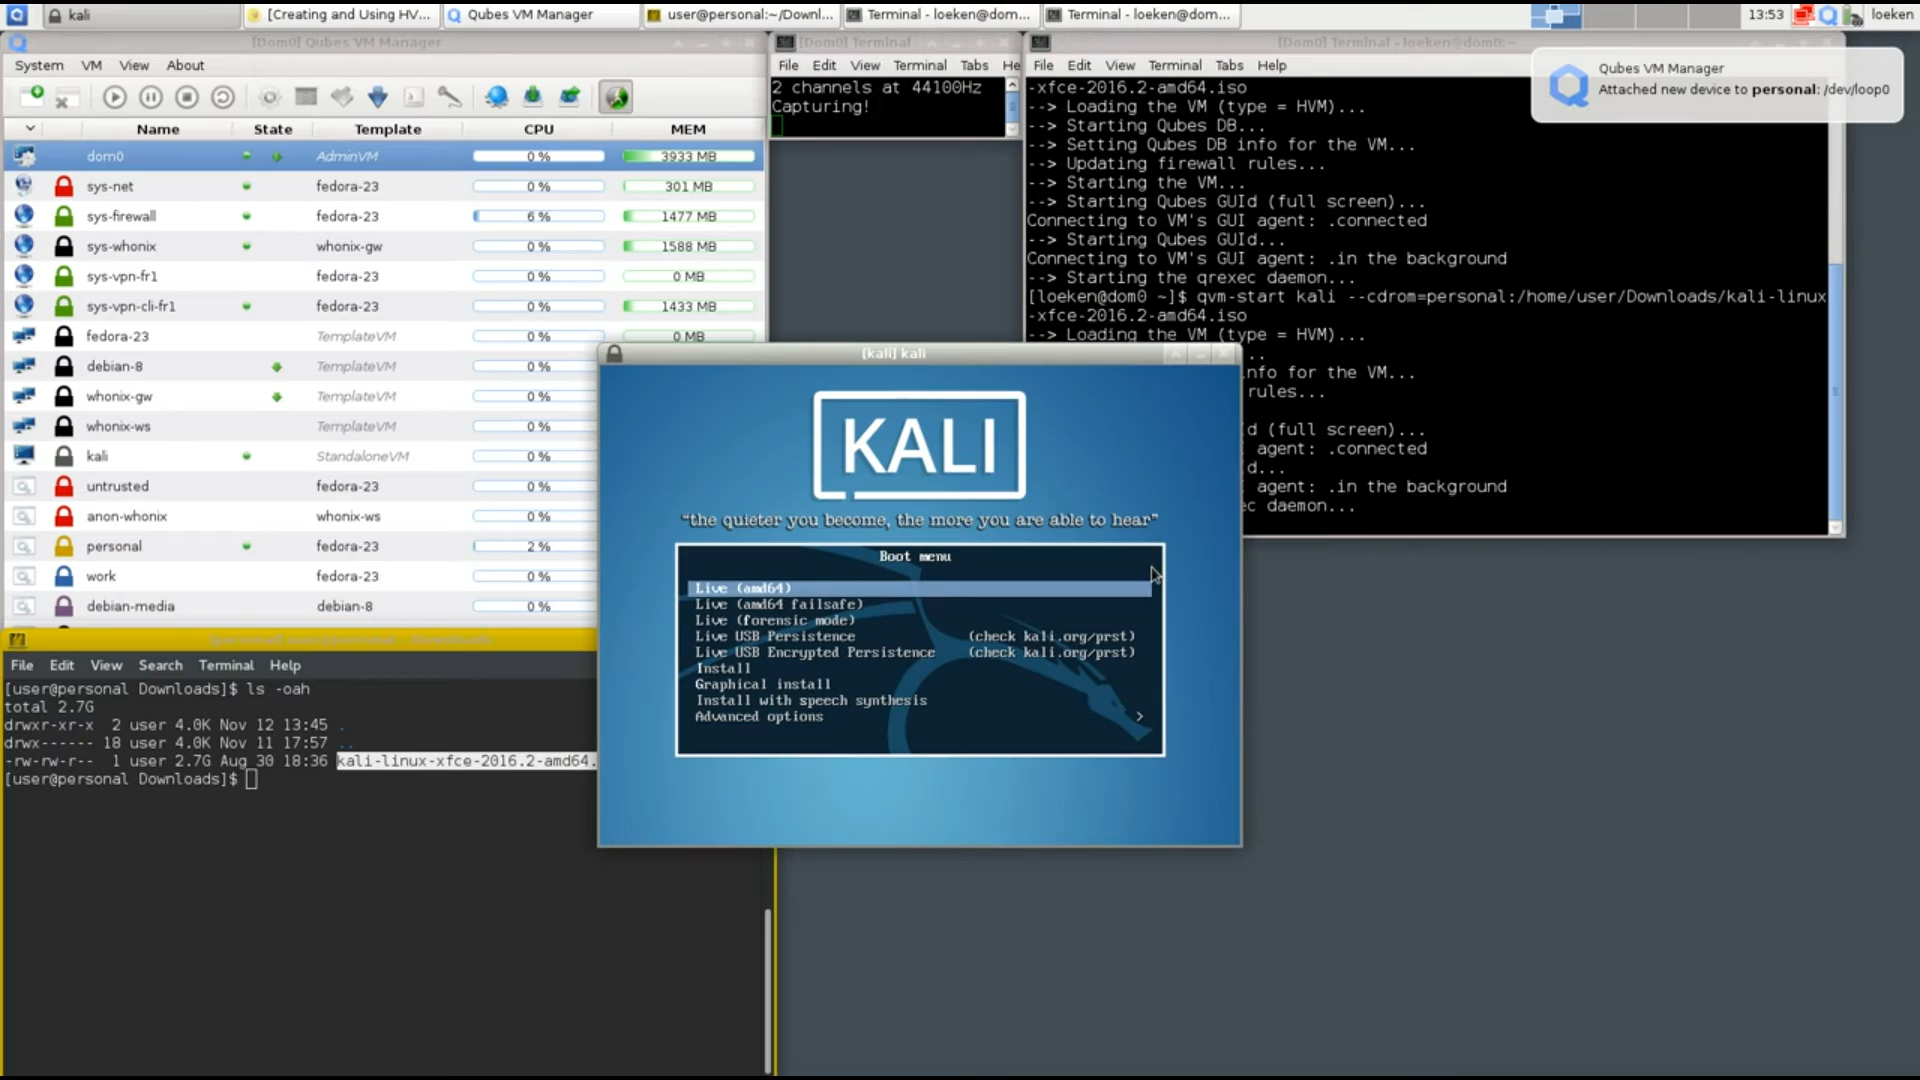 kali
[Creating and Using HV...
Qubes VM Manager
user@personal:~/Downl...
Terminal - loeken@dom...
Terminal - loeken@dom...
13:53
loeken
[Dom0] Qubes VM Manager
System VM View About
Name State Template CPU MEM
dom0 AdminVM 0 % 3933 MB
sys-net fedora-23 0 % 301 MB
sys-firewall fedora-23 6 % 1477 MB
sys-whonix whonix-gw 0 % 1588 MB
sys-vpn-fr1 fedora-23 0 % 0 MB
sys-vpn-cli-fr1 fedora-23 0 % 1433 MB
fedora-23 TemplateVM 0 % 0 MB
debian-8 TemplateVM 0 %
whonix-gw TemplateVM 0 %
whonix-ws TemplateVM 0 %
kali StandaloneVM 0 %
untrusted fedora-23 0 %
anon-whonix whonix-ws 0 %
personal fedora-23 2 %
work fedora-23 0 %
debian-media debian-8 0 %
[Dom0] Terminal
File Edit View Terminal Tabs He
2 channels at 44100Hz
Capturing!
[Dom0] Terminal - loeken@dom0:~
File Edit View Terminal Tabs Help
-xfce-2016.2-amd64.iso
--> Loading the VM (type = HVM)...
--> Starting Qubes DB...
--> Setting Qubes DB info for the VM...
--> Updating firewall rules...
--> Starting the VM...
--> Starting Qubes GUId (full screen)...
Connecting to VM's GUI agent: .connected
--> Starting Qubes GUId...
Connecting to VM's GUI agent: .in the background
--> Starting the qrexec daemon...
[loeken@dom0 ~]$ qvm-start kali --cdrom=personal:/home/user/Downloads/kali-linux
-xfce-2016.2-amd64.iso
--> Loading the VM (type = HVM)...
..
nfo for the VM...
rules...
d (full screen)...
agent: .connected
d...
agent: .in the background
ec daemon...
Qubes VM Manager
Attached new device to personal: /dev/loop0
[kali] kali
KALI
"the quieter you become, the more you are able to hear"
Boot menu
Live (amd64)
Live (amd64 failsafe)
Live (forensic mode)
Live USB Persistence (check kali.org/prst)
Live USB Encrypted Persistence (check kali.org/prst)
Install
Graphical install
Install with speech synthesis
Advanced options >
File Edit View Search Terminal Help
[user@personal Downloads]$ ls -oah
total 2.7G
drwxr-xr-x 2 user 4.0K Nov 12 13:45 .
drwx------ 18 user 4.0K Nov 11 17:57 ..
-rw-rw-r-- 1 user 2.7G Aug 30 18:36 kali-linux-xfce-2016.2-amd64.
[user@personal Downloads]$